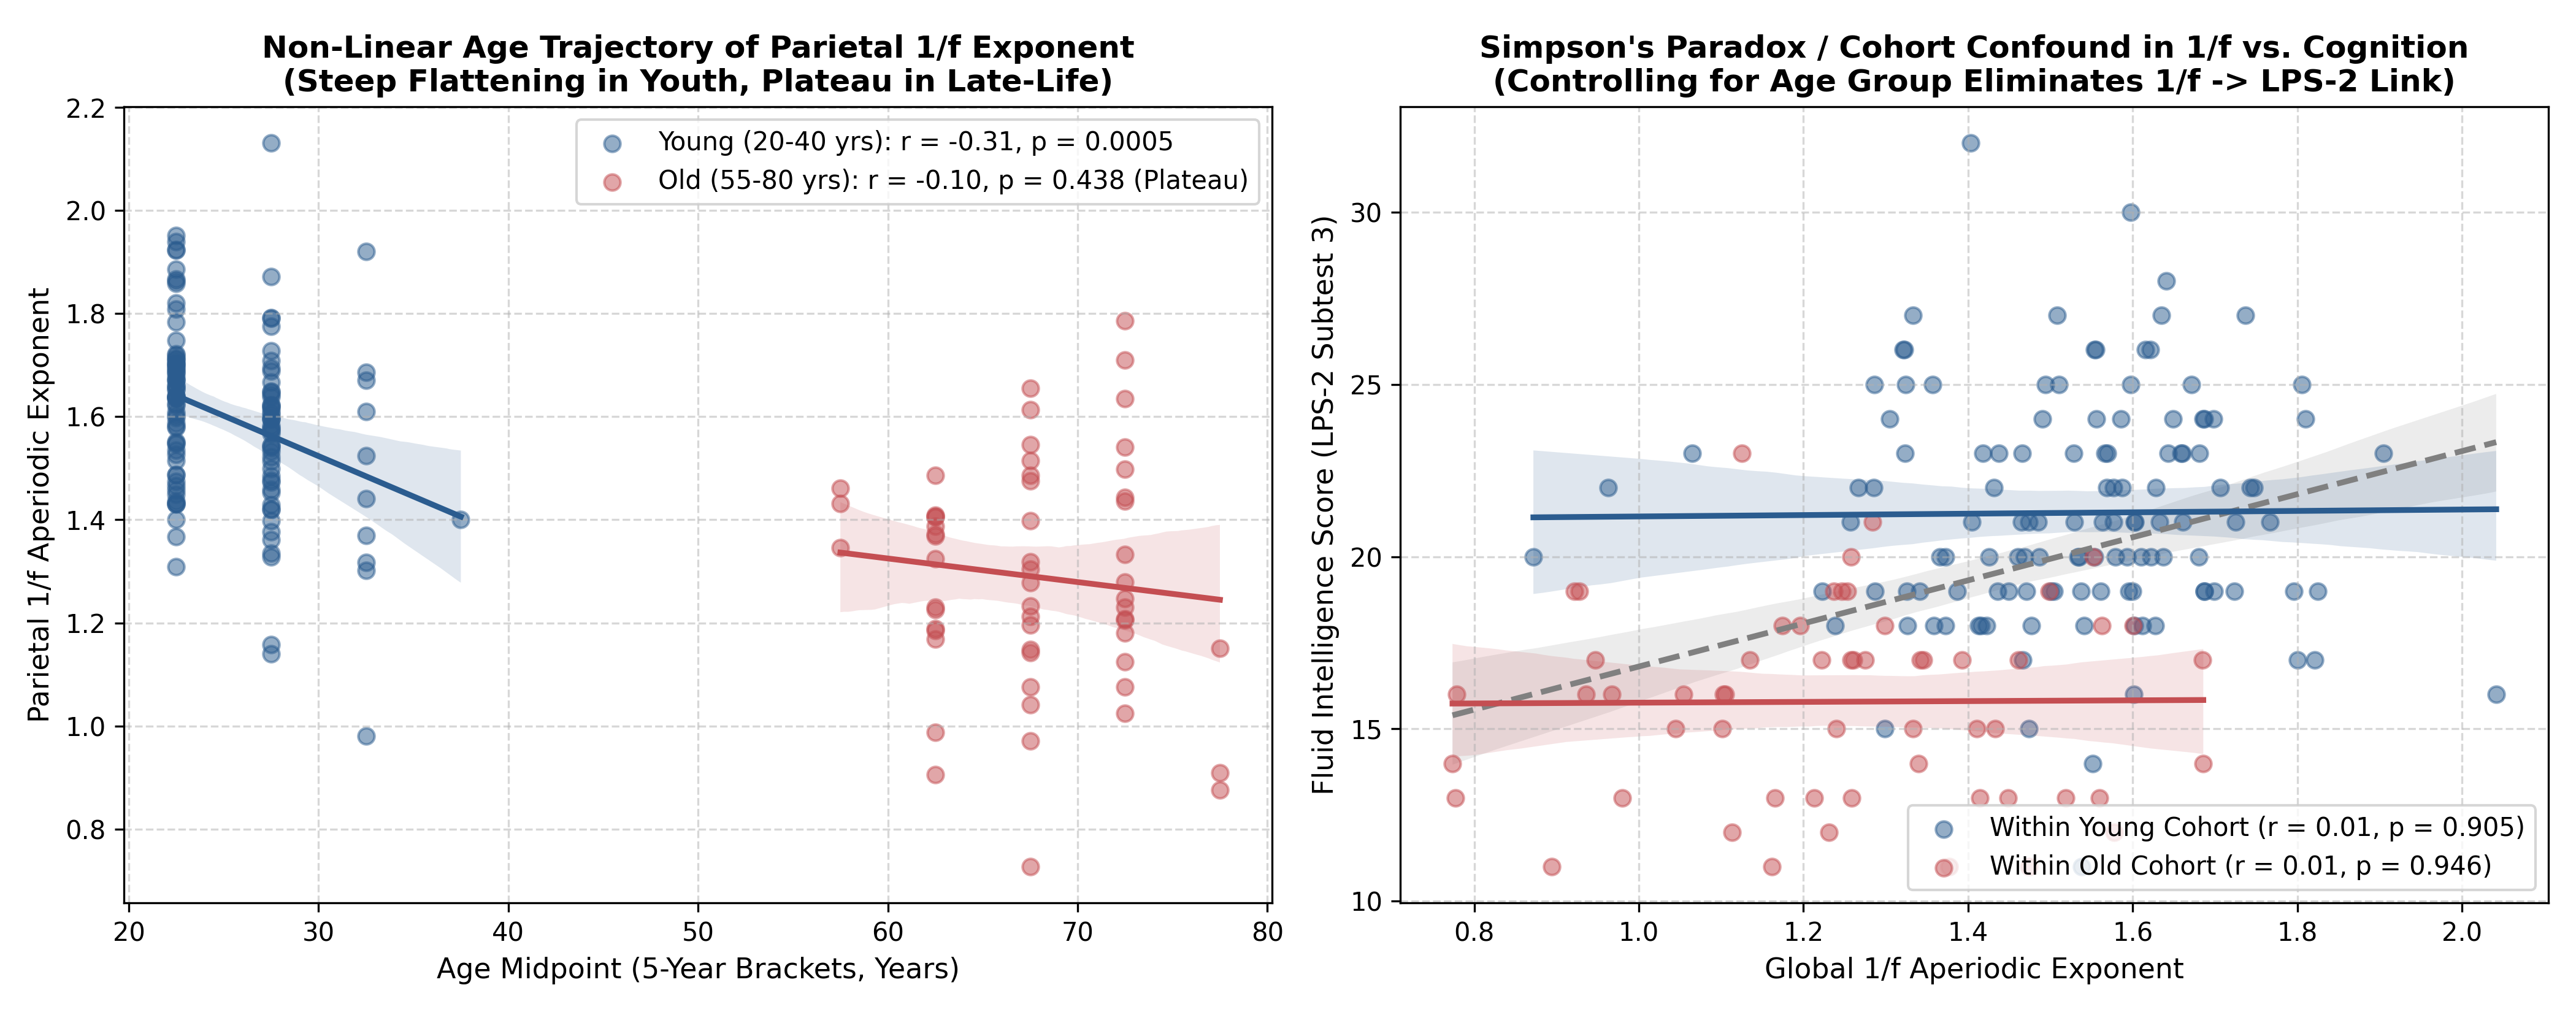 Non-Linear Age Trajectory of Parietal 1/f Exponent
(Steep Flattening in Youth, Plateau in Late-Life)
Parietal 1/f Aperiodic Exponent
2.2
2.0
1.8
1.6
1.4
1.2
1.0
0.8
Young (20-40 yrs): r = -0.31, p = 0.0005
Old (55-80 yrs): r = -0.10, p = 0.438 (Plateau)
20 30 40 50 60 70 80
Age Midpoint (5-Year Brackets, Years)
Simpson's Paradox / Cohort Confound in 1/f vs. Cognition
(Controlling for Age Group Eliminates 1/f -> LPS-2 Link)
Fluid Intelligence Score (LPS-2 Subtest 3)
30
25
20
15
10
Within Young Cohort (r = 0.01, p = 0.905)
Within Old Cohort (r = 0.01, p = 0.946)
0.8 1.0 1.2 1.4 1.6 1.8 2.0
Global 1/f Aperiodic Exponent